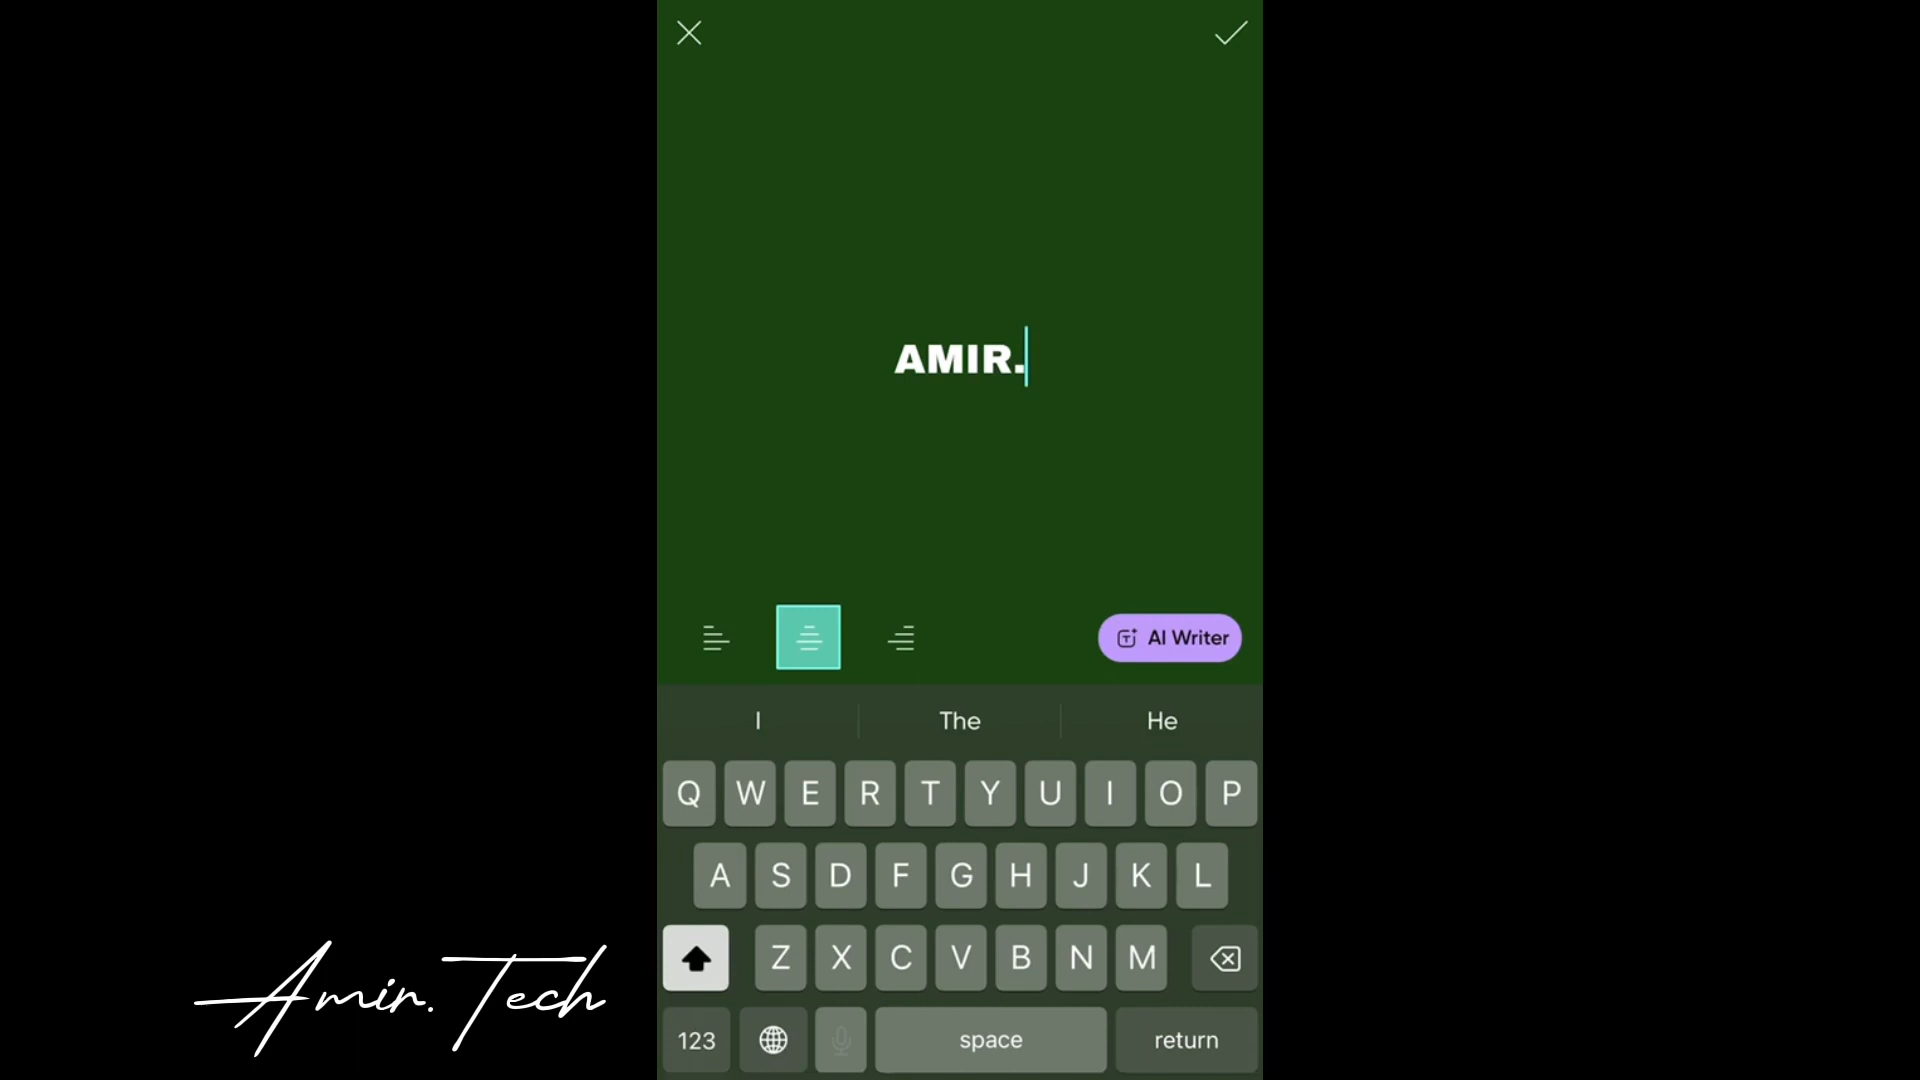 AMIR.
AI Writer
I The He
Q W E R T Y U I O P
A S D F G H J K L
Z X C V B N M
123 space return
Amir.Tech